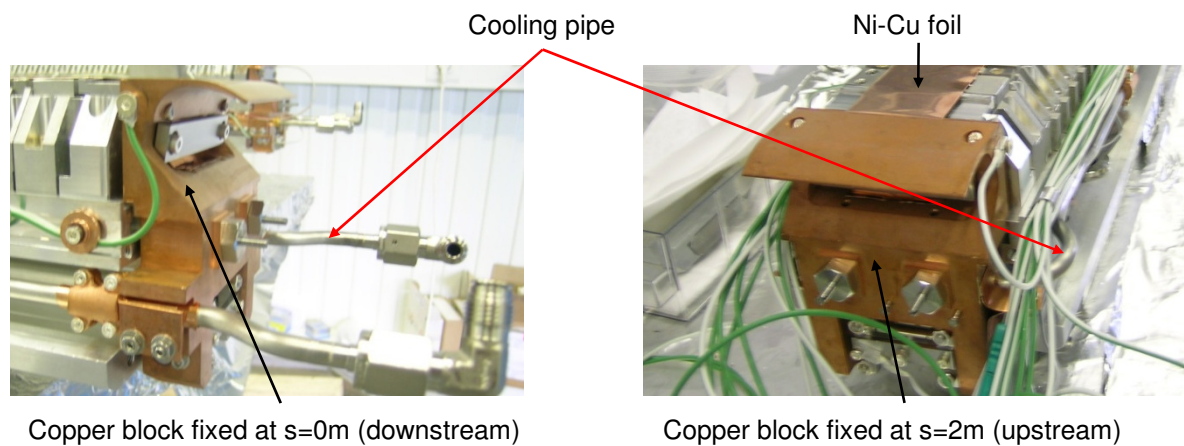 Cooling pipe
Ni-Cu foil
Copper block fixed at s=0m (downstream)
Copper block fixed at s=2m (upstream)